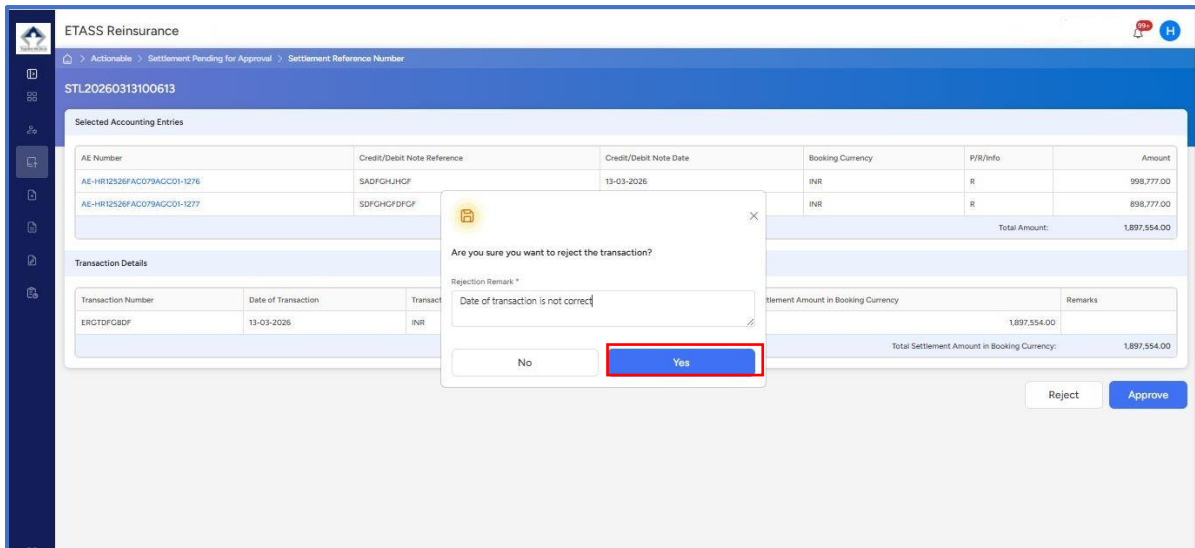 ETASS Reinsurance
99+
H
> Actionable > Settlement Pending for Approval > Settlement Reference Number
STL20260313100613
Selected Accounting Entries
AE Number Credit/Debit Note Reference Credit/Debit Note Date Booking Currency P/R/Info Amount
AE-HR12526FAC079AGC01-1276 SADFGHJHGF 13-03-2026 INR R 998,777.00
AE-HR12526FAC079AGC01-1277 SDFGHGFDFGF INR R 898,777.00
Total Amount: 1,897,554.00
Are you sure you want to reject the transaction?
Transaction Details
Rejection Remark *
Date of transaction is not correct
Transaction Number Date of Transaction Transact tlement Amount in Booking Currency Remarks
ERGTDFGBDF 13-03-2026 INR 1,897,554.00
Total Settlement Amount in Booking Currency: 1,897,554.00
No Yes
Reject Approve